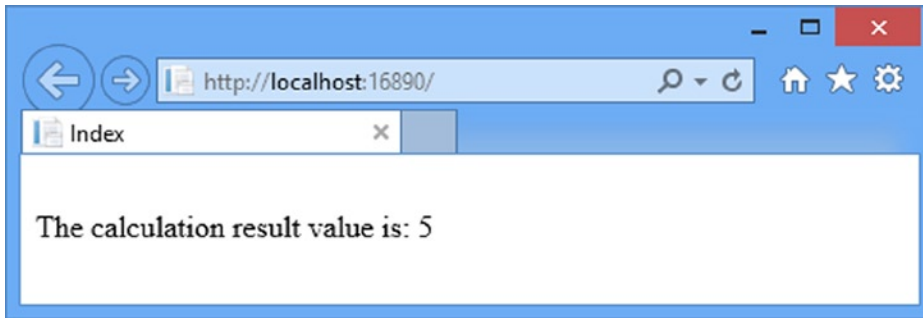 http://localhost:16890/
Index
The calculation result value is: 5